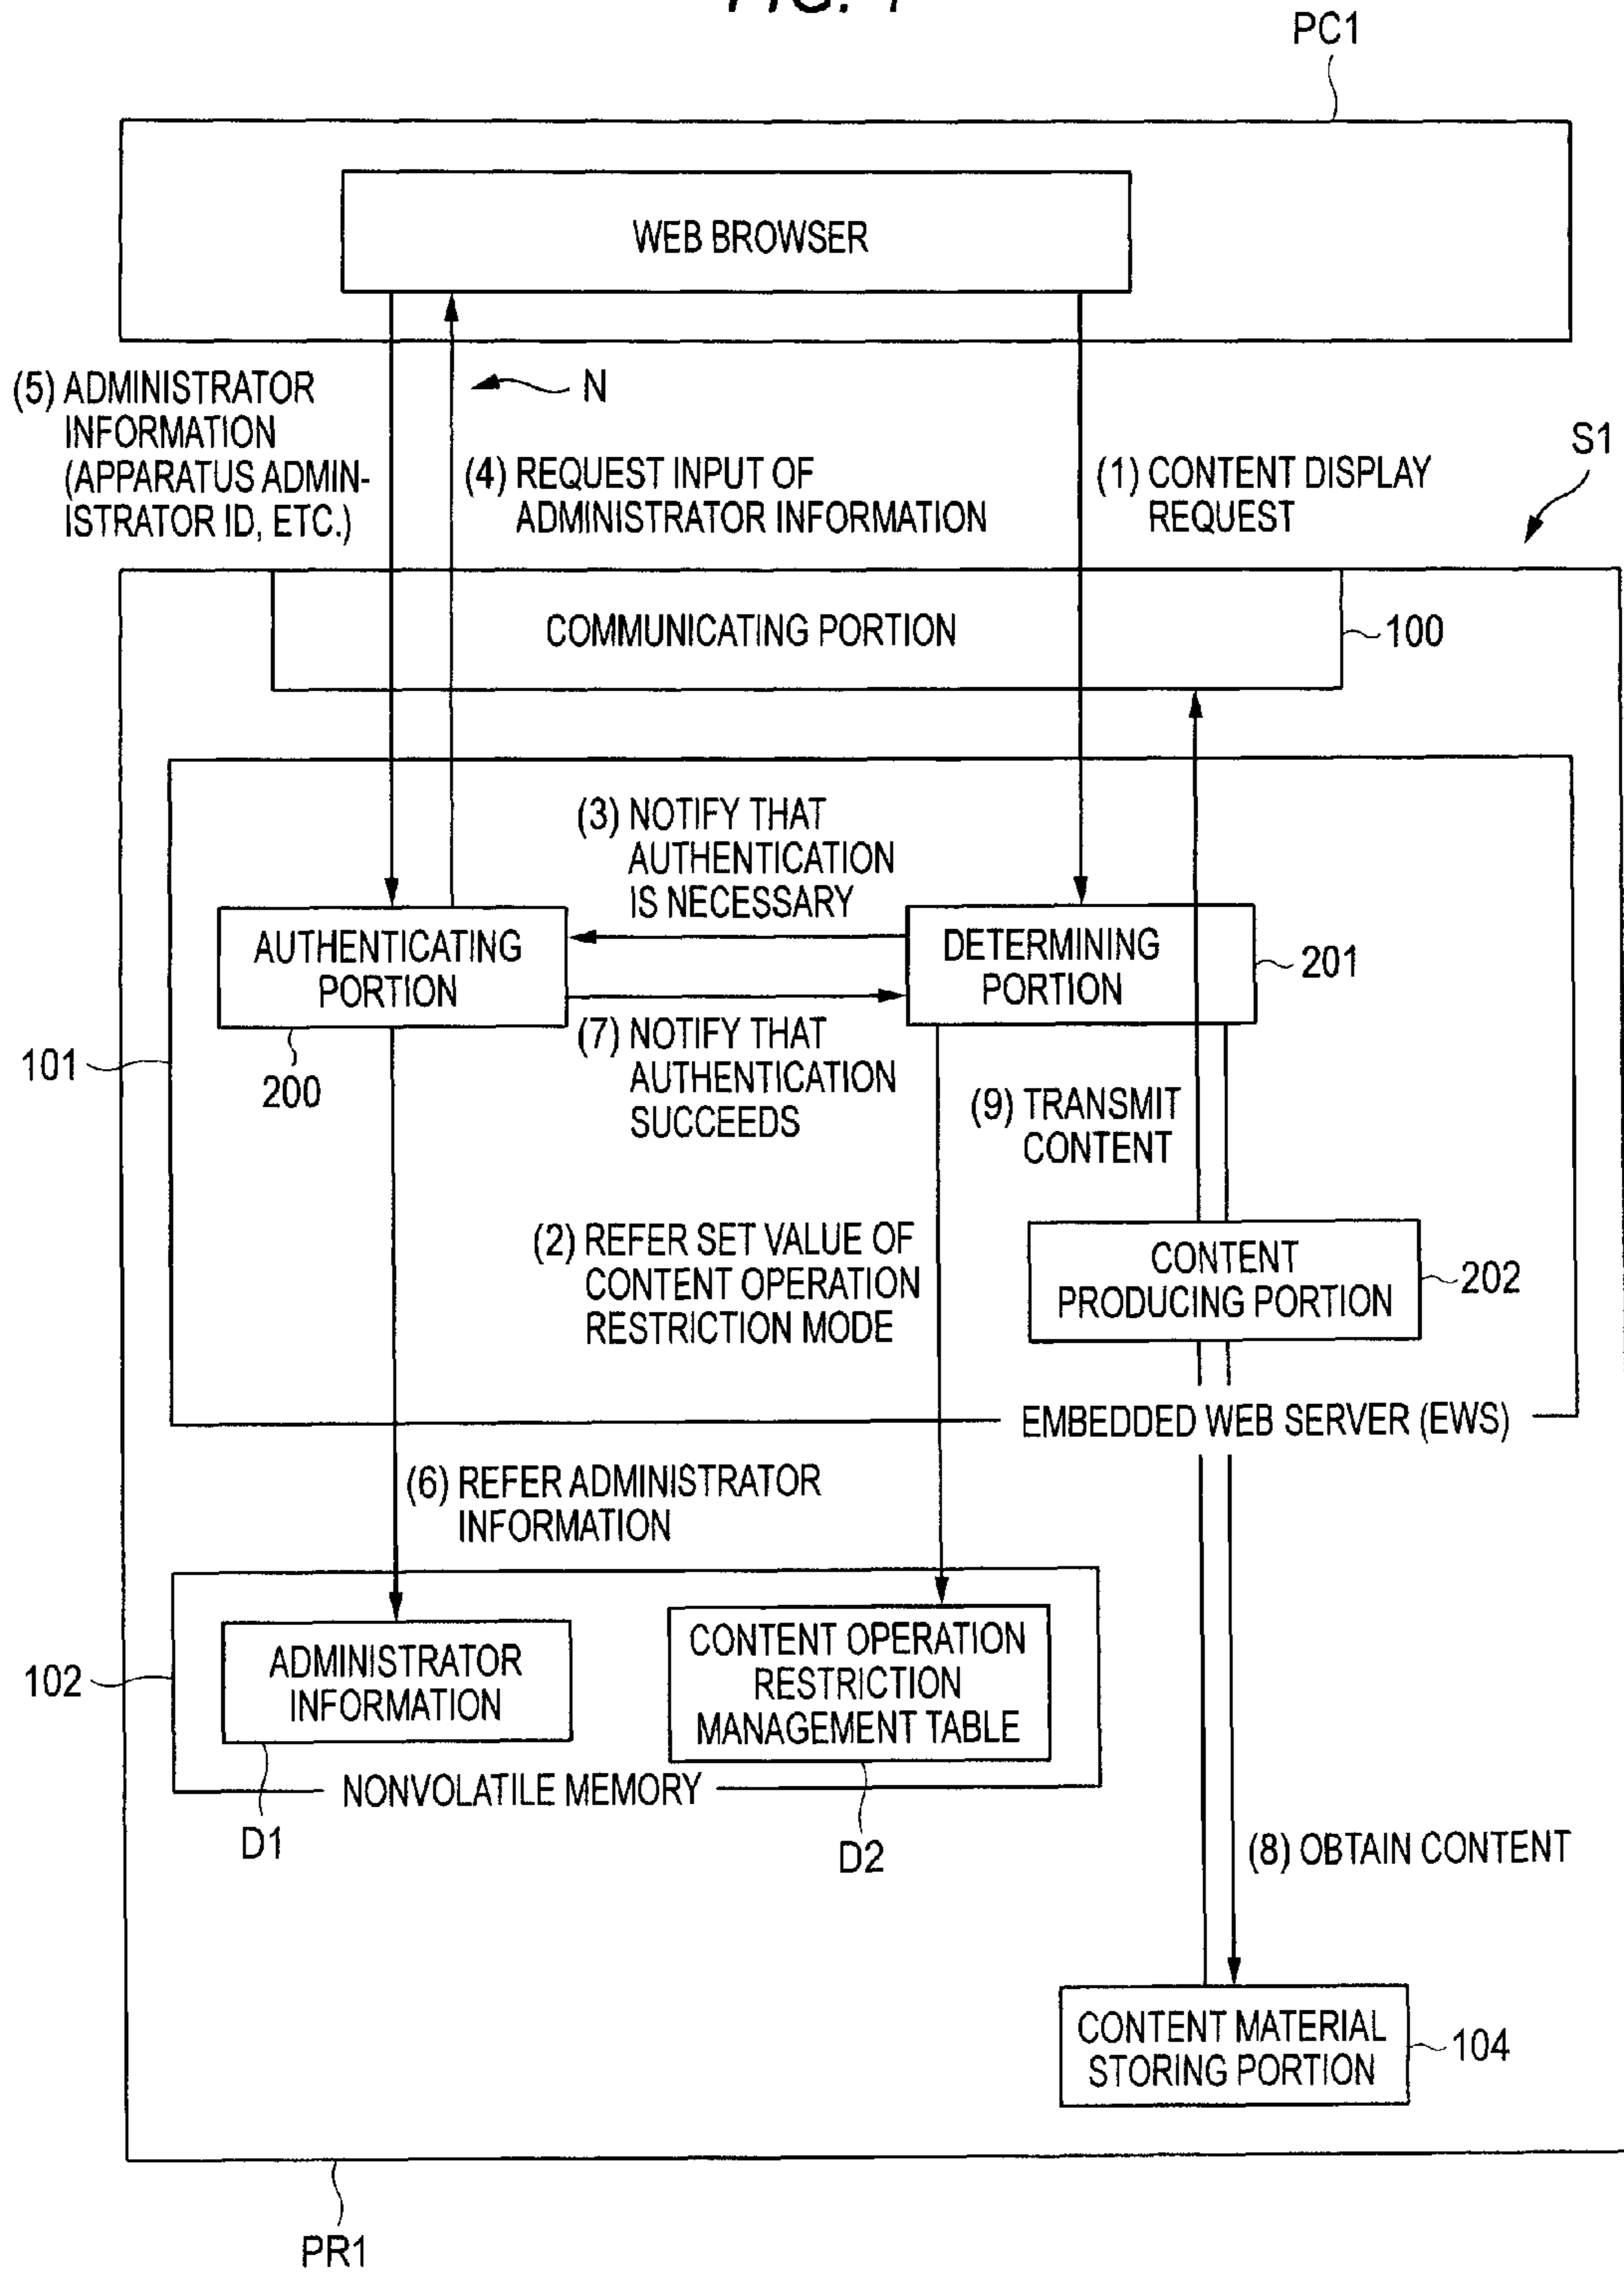 PC1
WEB BROWSER
(5) ADMINISTRATOR
INFORMATION
(APPARATUS ADMIN-
ISTRATOR ID, ETC.)
N
(4) REQUEST INPUT OF
ADMINISTRATOR INFORMATION
(1) CONTENT DISPLAY
REQUEST
S1
COMMUNICATING PORTION
100
(3) NOTIFY THAT
AUTHENTICATION
IS NECESSARY
AUTHENTICATING
PORTION
200
DETERMINING
PORTION
201
101
(7) NOTIFY THAT
AUTHENTICATION
SUCCEEDS
(9) TRANSMIT
CONTENT
(2) REFER SET VALUE OF
CONTENT OPERATION
RESTRICTION MODE
CONTENT
PRODUCING PORTION
202
EMBEDDED WEB SERVER (EWS)
(6) REFER ADMINISTRATOR
INFORMATION
102
ADMINISTRATOR
INFORMATION
CONTENT OPERATION
RESTRICTION
MANAGEMENT TABLE
NONVOLATILE MEMORY
D1
D2
(8) OBTAIN CONTENT
CONTENT MATERIAL
STORING PORTION
104
PR1